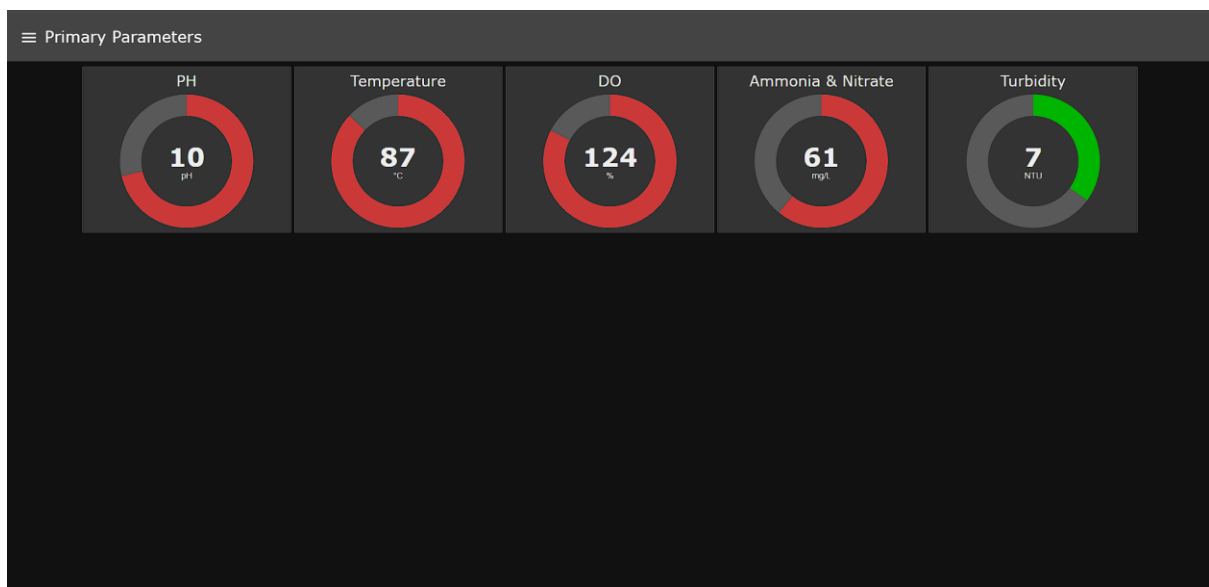 Primary Parameters
PH
10
pH
Temperature
87
°C
DO
124
%
Ammonia & Nitrate
61
mg/L
Turbidity
7
NTU